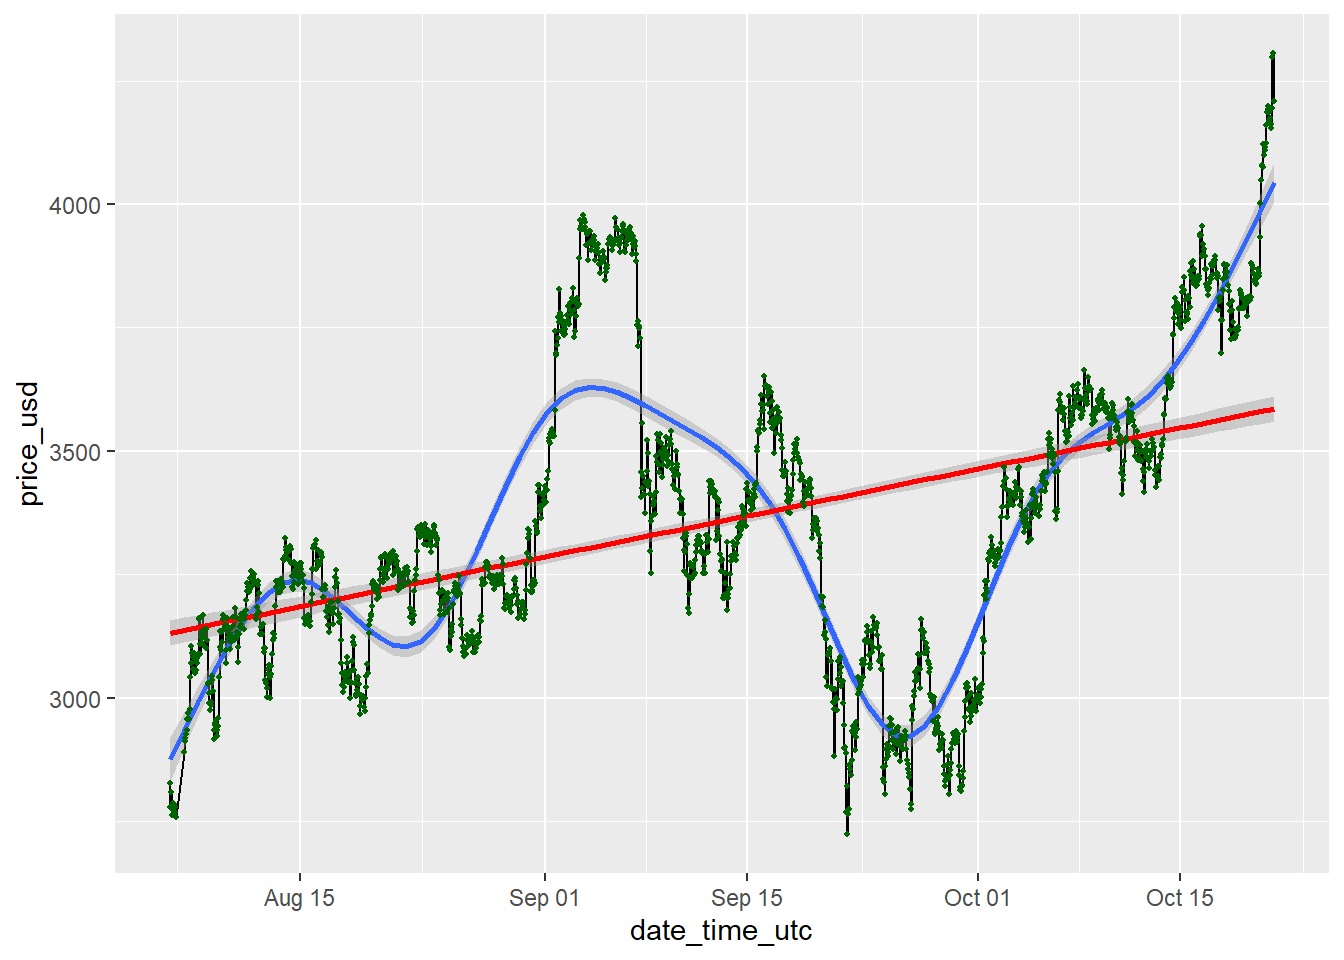 price_usd
4000
3500
3000
Aug 15
Sep 01
Sep 15
Oct 01
Oct 15
date_time_utc